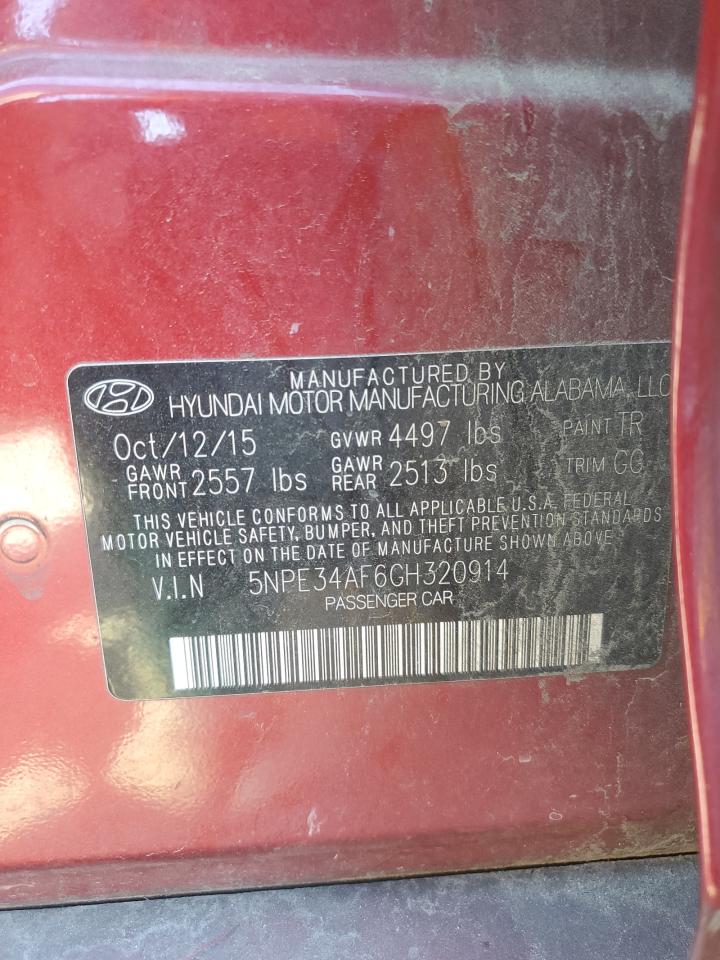 MANUFACTURED BY
HYUNDAI MOTOR MANUFACTURING ALABAMA, LLC
Oct/12/15 GVWR 4497 lbs PAINT TR
GAWR FRONT 2557 lbs GAWR REAR 2513 lbs TRIM GC
THIS VEHICLE CONFORMS TO ALL APPLICABLE U.S.A. FEDERAL
MOTOR VEHICLE SAFETY, BUMPER, AND THEFT PREVENTION STANDARDS
IN EFFECT ON THE DATE OF MANUFACTURE SHOWN ABOVE
V.I.N 5NPE34AF6GH320914
PASSENGER CAR